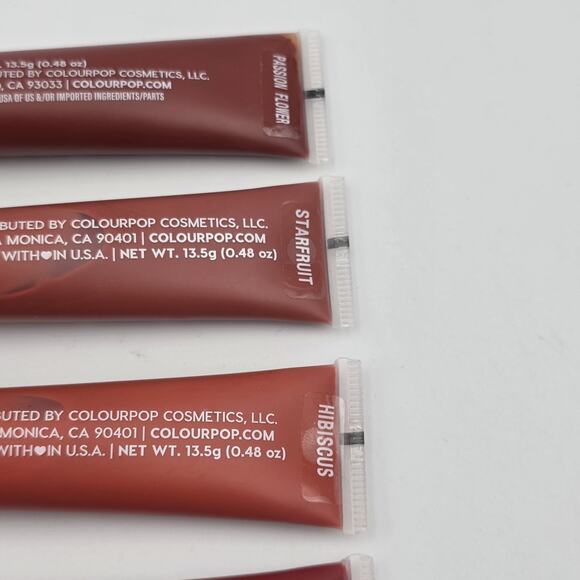 . 13.5g (0.48 oz)
UTED BY COLOURPOP COSMETICS, LLC.
, CA 93033 | COLOURPOP.COM
USA OF US &/OR IMPORTED INGREDIENTS/PARTS
PASSION FLOWER
BUTED BY COLOURPOP COSMETICS, LLC.
A MONICA, CA 90401 | COLOURPOP.COM
WITH♥IN U.S.A. | NET WT. 13.5g (0.48 oz)
STARFRUIT
BUTED BY COLOURPOP COSMETICS, LLC.
MONICA, CA 90401 | COLOURPOP.COM
WITH♥IN U.S.A. | NET WT. 13.5g (0.48 oz)
HIBISCUS